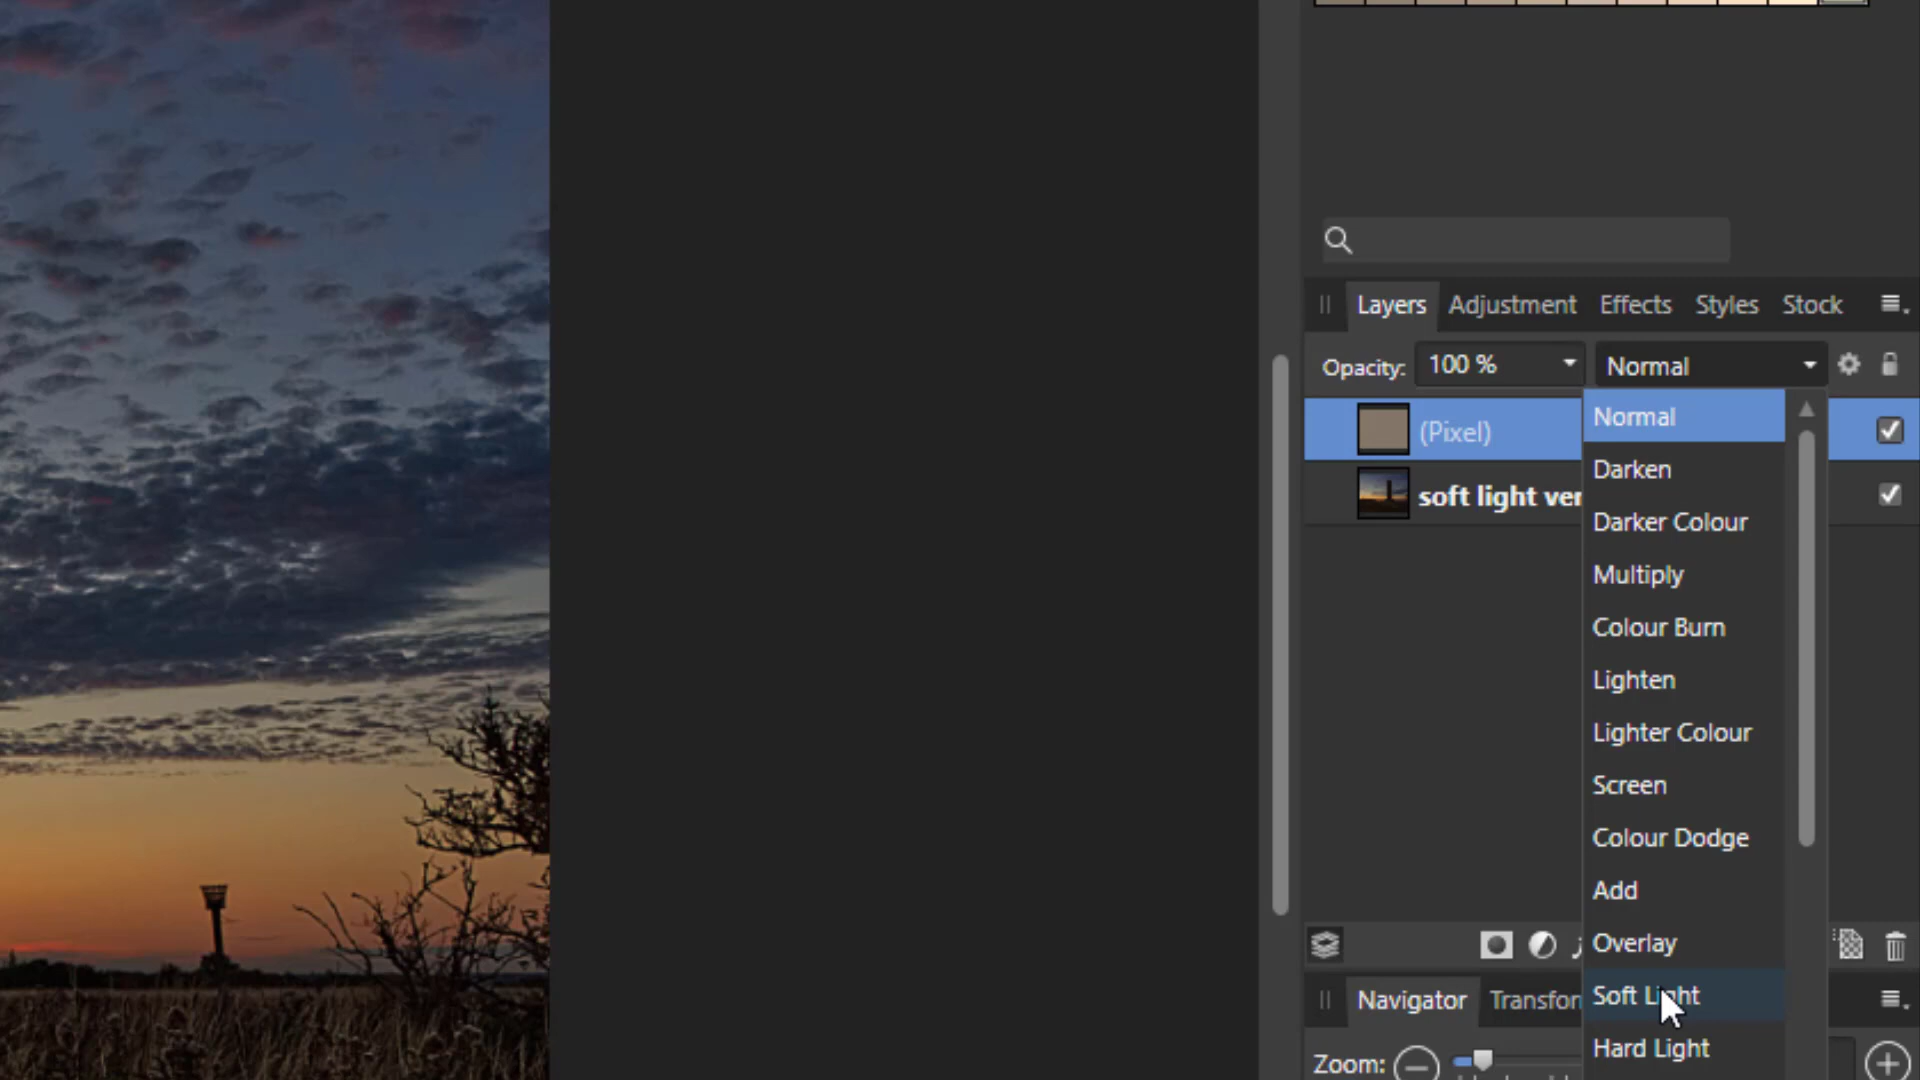 Layers Adjustment Effects Styles Stock
Opacity: 100 % Normal
(Pixel)
soft light
Normal
Darken
Darker Colour
Multiply
Colour Burn
Lighten
Lighter Colour
Screen
Colour Dodge
Add
Overlay
Soft Light
Hard Light
Navigator
Zoom: